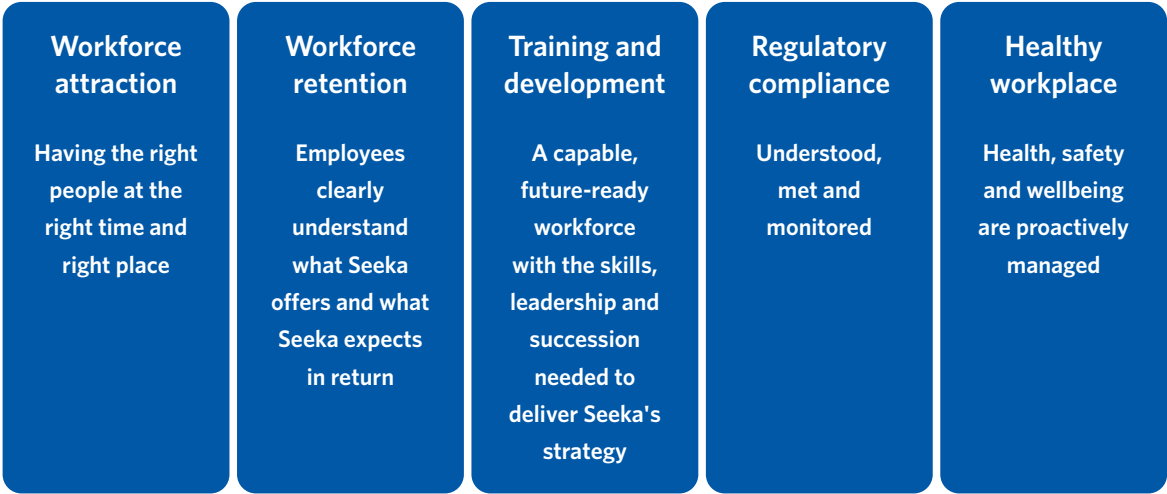 Workforce
attraction
Having the right
people at the
right time and
right place
Workforce
retention
Employees
clearly
understand
what Seeka
offers and what
Seeka expects
in return
Training and
development
A capable,
future-ready
workforce
with the skills,
leadership and
succession
needed to
deliver Seeka's
strategy
Regulatory
compliance
Understood,
met and
monitored
Healthy
workplace
Health, safety
and wellbeing
are proactively
managed